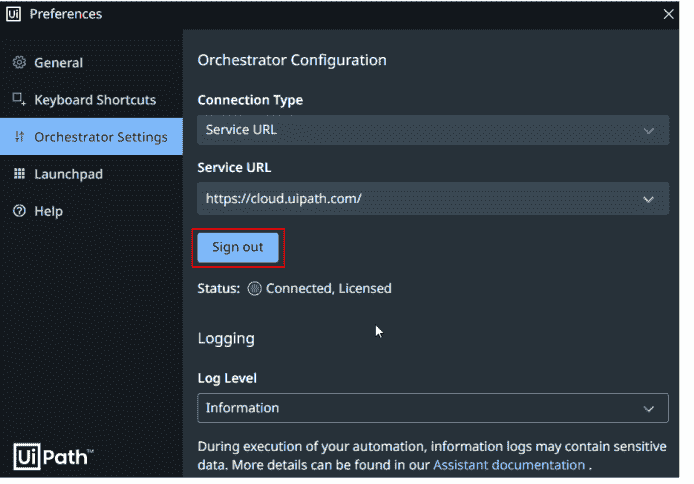 Ui Preferences
General
Keyboard Shortcuts
Orchestrator Settings
Launchpad
Help
Orchestrator Configuration
Connection Type
Service URL
Service URL
https://cloud.uipath.com/
Sign out
Status: Connected, Licensed
Logging
Log Level
Information
During execution of your automation, information logs may contain sensitive
data. More details can be found in our Assistant documentation .
UiPath™